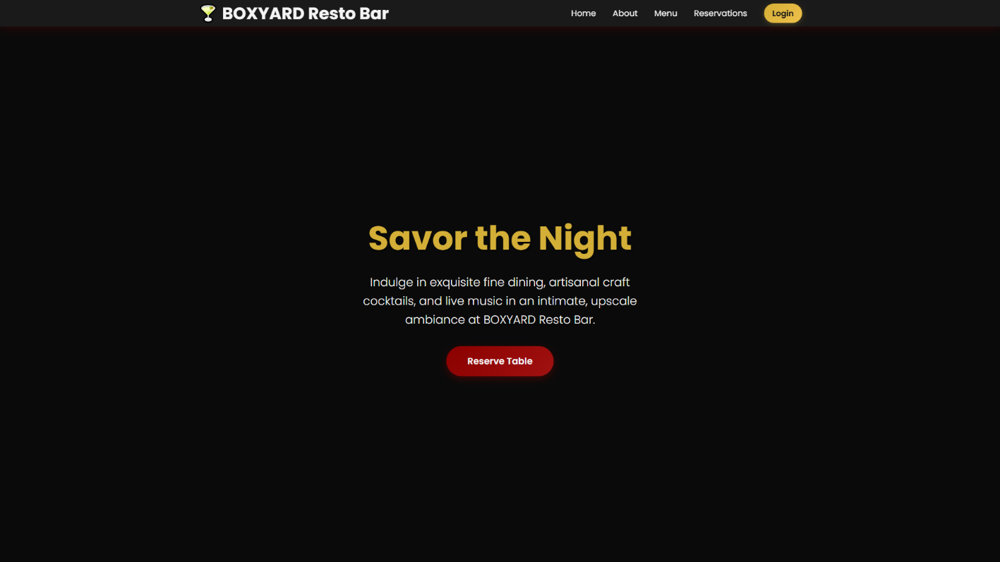 BOXYARD Resto Bar
Home About Menu Reservations Login
Savor the Night
Indulge in exquisite fine dining, artisanal craft
cocktails, and live music in an intimate, upscale
ambiance at BOXYARD Resto Bar.
Reserve Table